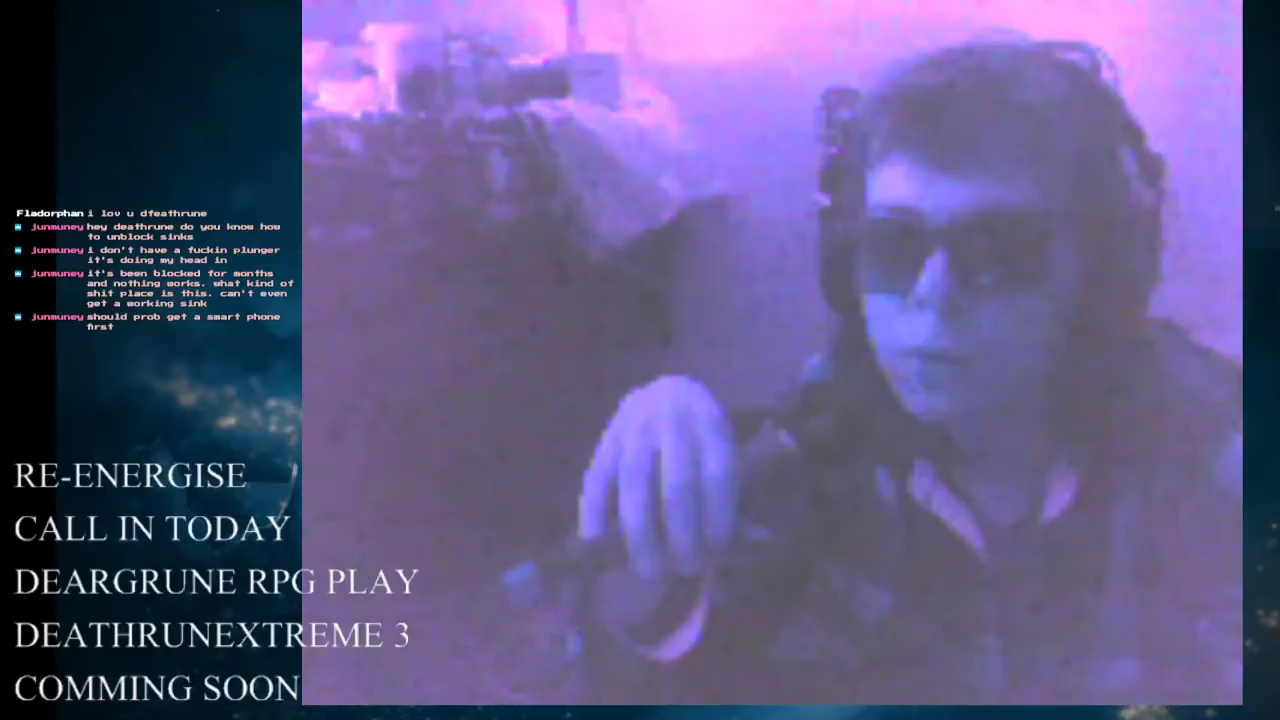 Fladorphan i lov u dfeathrune
junmuney hey deathrune do you know how
to unblock sinks
junmuney i don't have a fuckin plunger
it's doing my head in
junmuney it's been blocked for months
and nothing works. what kind of
shit place is this. can't even
get a working sink
junmuney should prob get a smart phone
first
RE-ENERGISE
CALL IN TODAY
DEARGRUNE RPG PLAY
DEATHRUNEXTREME 3
COMMING SOON